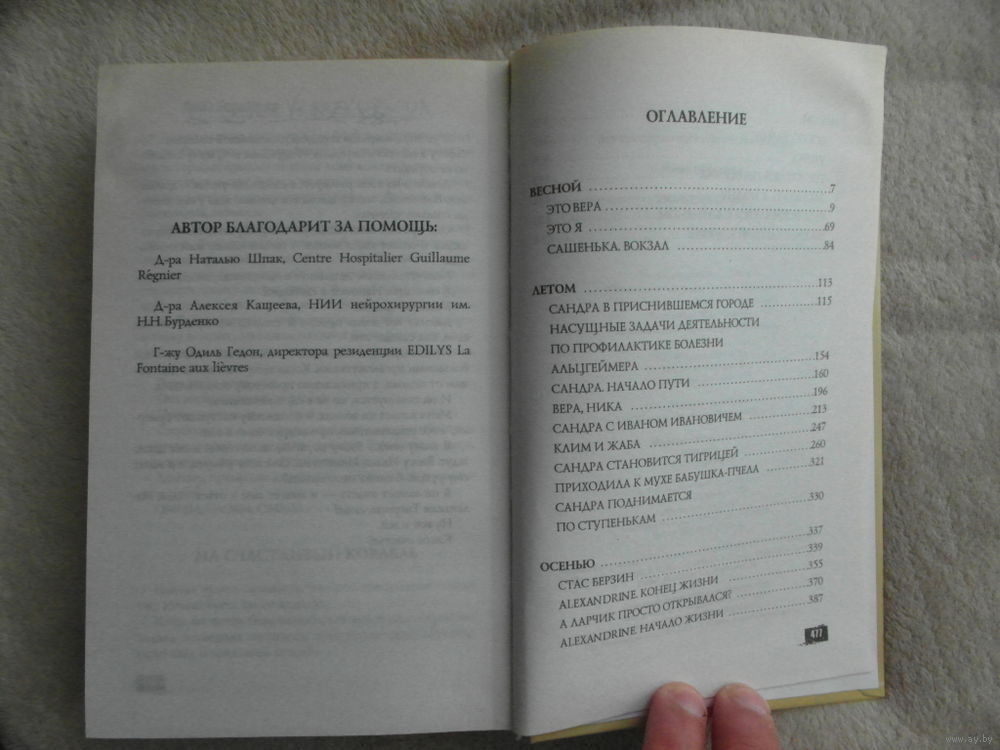 АВТОР БЛАГОДАРИТ ЗА ПОМОЩЬ:
Д-ра Наталью Шпак, Centre Hospitalier Guillaume
Régnier
Д-ра Алексея Кащеева, НИИ нейрохирургии им.
Н.Н. Бурденко
Г-жу Одиль Гедон, директора резиденции EDILYS La
Fontaine aux lièvres
ОГЛАВЛЕНИЕ
ВЕСНОЙ ........ 7
ЭТО ВЕРА ........ 9
ЭТО Я ........ 69
САШЕНЬКА. ВОКЗАЛ ........ 84
ЛЕТОМ ........ 113
САНДРА В ПРИСНИВШЕМСЯ ГОРОДЕ ........ 115
НАСУЩНЫЕ ЗАДАЧИ ДЕЯТЕЛЬНОСТИ
ПО ПРОФИЛАКТИКЕ БОЛЕЗНИ
АЛЬЦГЕЙМЕРА ........ 154
САНДРА. НАЧАЛО ПУТИ ........ 160
ВЕРА, НИКА ........ 196
САНДРА С ИВАНОМ ИВАНОВИЧЕМ ........ 213
КЛИМ И ЖАБА ........ 247
САНДРА СТАНОВИТСЯ ТИГРИЦЕЙ ........ 260
ПРИХОДИЛА К МУХЕ БАБУШКА-ПЧЕЛА ........ 321
САНДРА ПОДНИМАЕТСЯ
ПО СТУПЕНЬКАМ ........ 330
ОСЕНЬЮ ........ 337
СТАС БЕРЗИН ........ 339
ALEXANDRINE. КОНЕЦ ЖИЗНИ ........ 355
А ЛАРЧИК ПРОСТО ОТКРЫВАЛСЯ? ........ 370
ALEXANDRINE. НАЧАЛО ЖИЗНИ ........ 387
477
www.ay.by